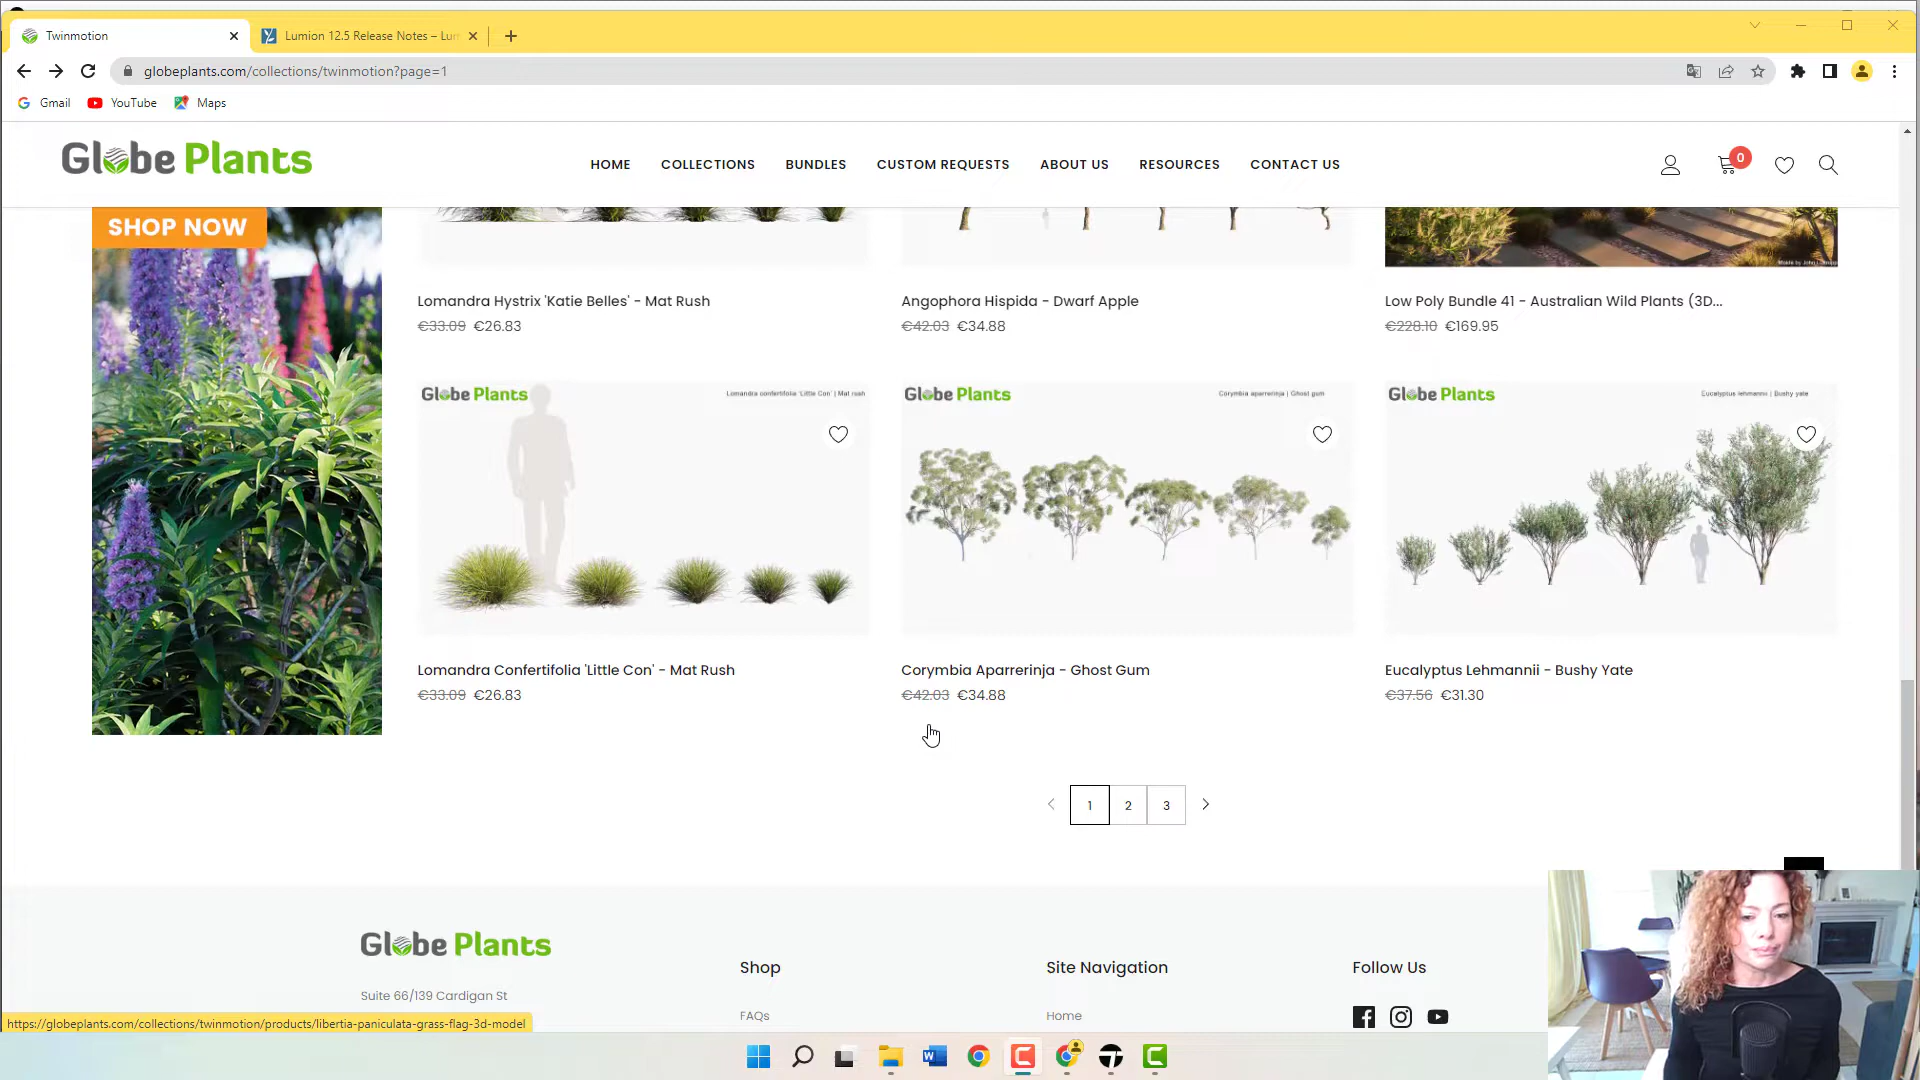 Twinmotion
Lumion 12.5 Release Notes – Lum
globeplants.com/collections/twinmotion?page=1
Gmail
YouTube
Maps
Globe Plants
HOME
COLLECTIONS
BUNDLES
CUSTOM REQUESTS
ABOUT US
RESOURCES
CONTACT US
0
SHOP NOW
Lomandra Hystrix 'Katie Belles' - Mat Rush
€33.09 €26.83
Angophora Hispida - Dwarf Apple
€42.03 €34.88
Low Poly Bundle 41 - Australian Wild Plants (3D...
€228.10 €169.95
Globe Plants
Lomandra confertifolia 'Little Con' | Mat rush
Globe Plants
Corymbia aparrerinja | Ghost gum
Globe Plants
Eucalyptus lehmannii | Bushy yate
Lomandra Confertifolia 'Little Con' - Mat Rush
€33.09 €26.83
Corymbia Aparrerinja - Ghost Gum
€42.03 €34.88
Eucalyptus Lehmannii - Bushy Yate
€37.56 €31.30
1
2
3
Globe Plants
Suite 66/139 Cardigan St
Shop
FAQs
Site Navigation
Home
Follow Us
https://globeplants.com/collections/twinmotion/products/libertia-paniculata-grass-flag-3d-model